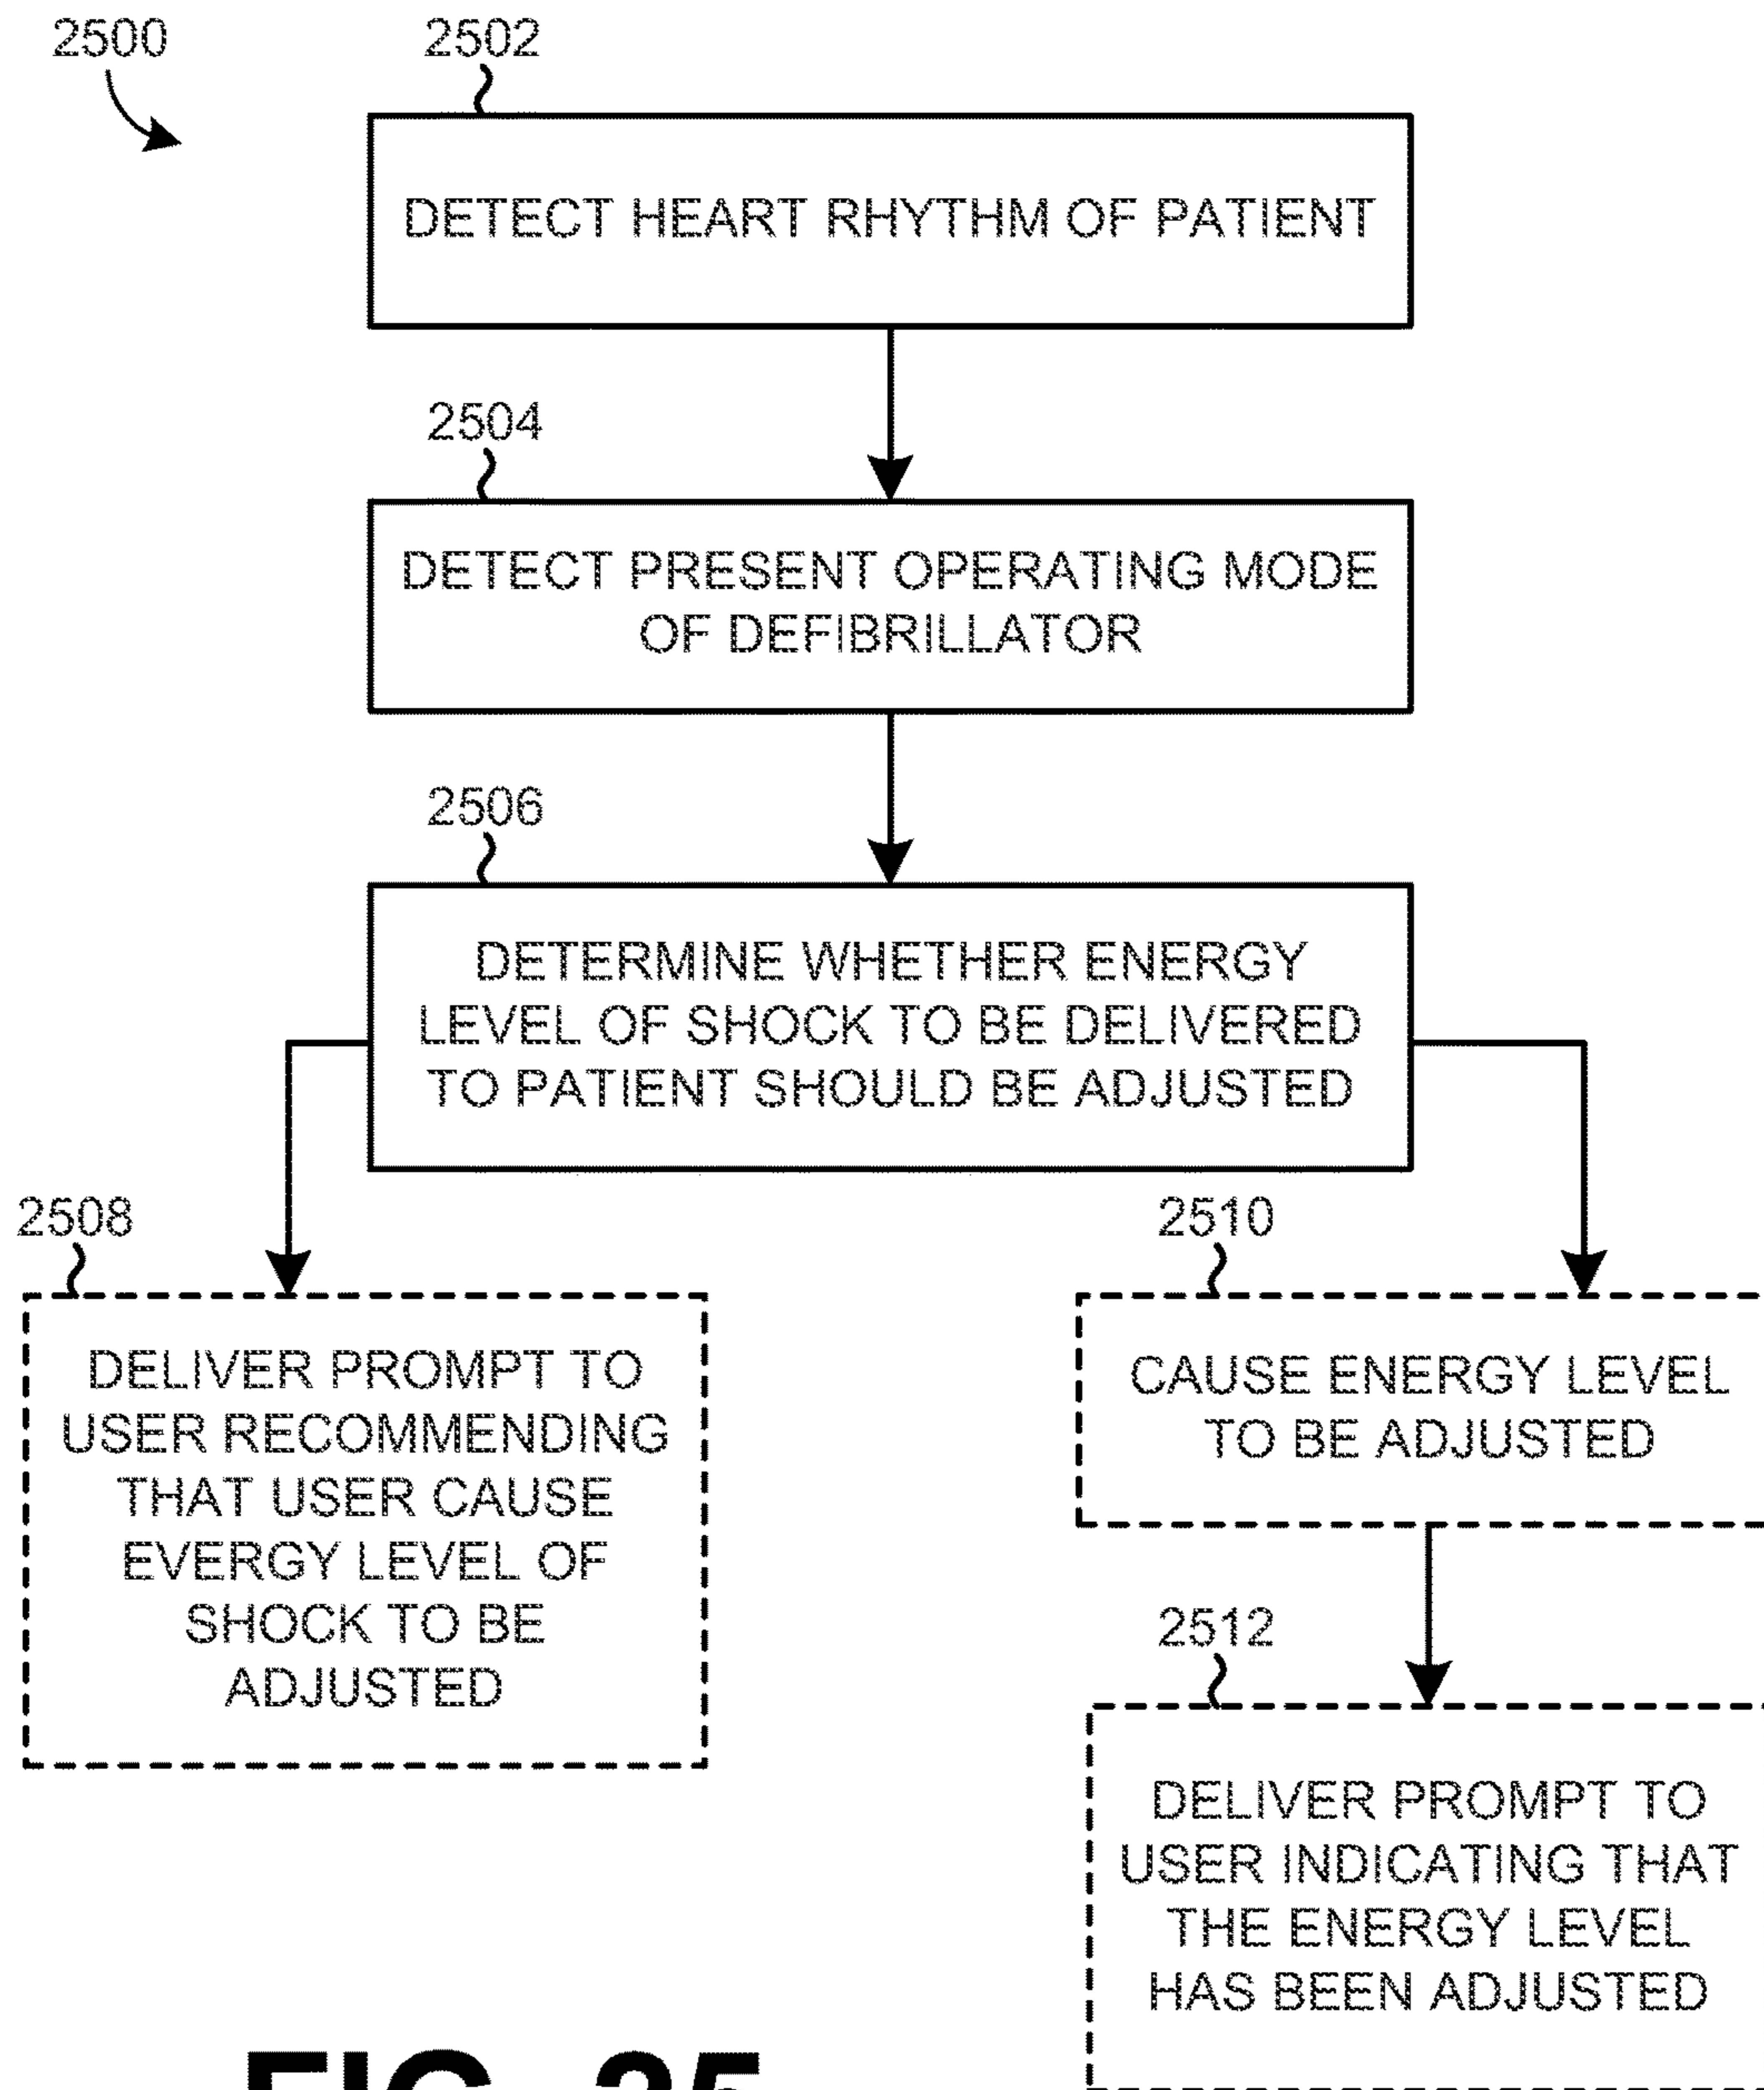 2500
2502
DETECT HEART RHYTHM OF PATIENT
2504
DETECT PRESENT OPERATING MODE
OF DEFIBRILLATOR
2506
DETERMINE WHETHER ENERGY
LEVEL OF SHOCK TO BE DELIVERED
TO PATIENT SHOULD BE ADJUSTED
2508
DELIVER PROMPT TO
USER RECOMMENDING
THAT USER CAUSE
EVERGY LEVEL OF
SHOCK TO BE
ADJUSTED
2510
CAUSE ENERGY LEVEL
TO BE ADJUSTED
2512
DELIVER PROMPT TO
USER INDICATING THAT
THE ENERGY LEVEL
HAS BEEN ADJUSTED
FIG. 25